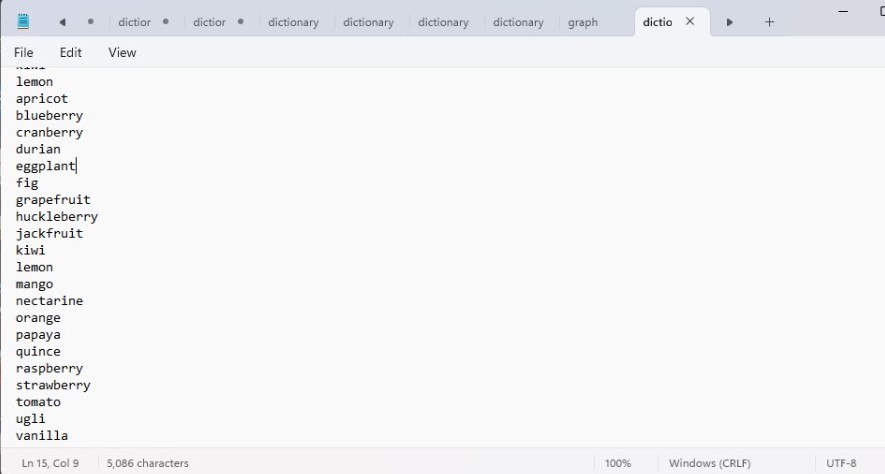 dictior
dictior
dictionary
dictionary
dictionary
dictionary
graph
dictio
File
Edit
View
kiwi
lemon
apricot
blueberry
cranberry
durian
eggplant
fig
grapefruit
huckleberry
jackfruit
kiwi
lemon
mango
nectarine
orange
papaya
quince
raspberry
strawberry
tomato
ugli
vanilla
Ln 15, Col 9
5,086 characters
100%
Windows (CRLF)
UTF-8